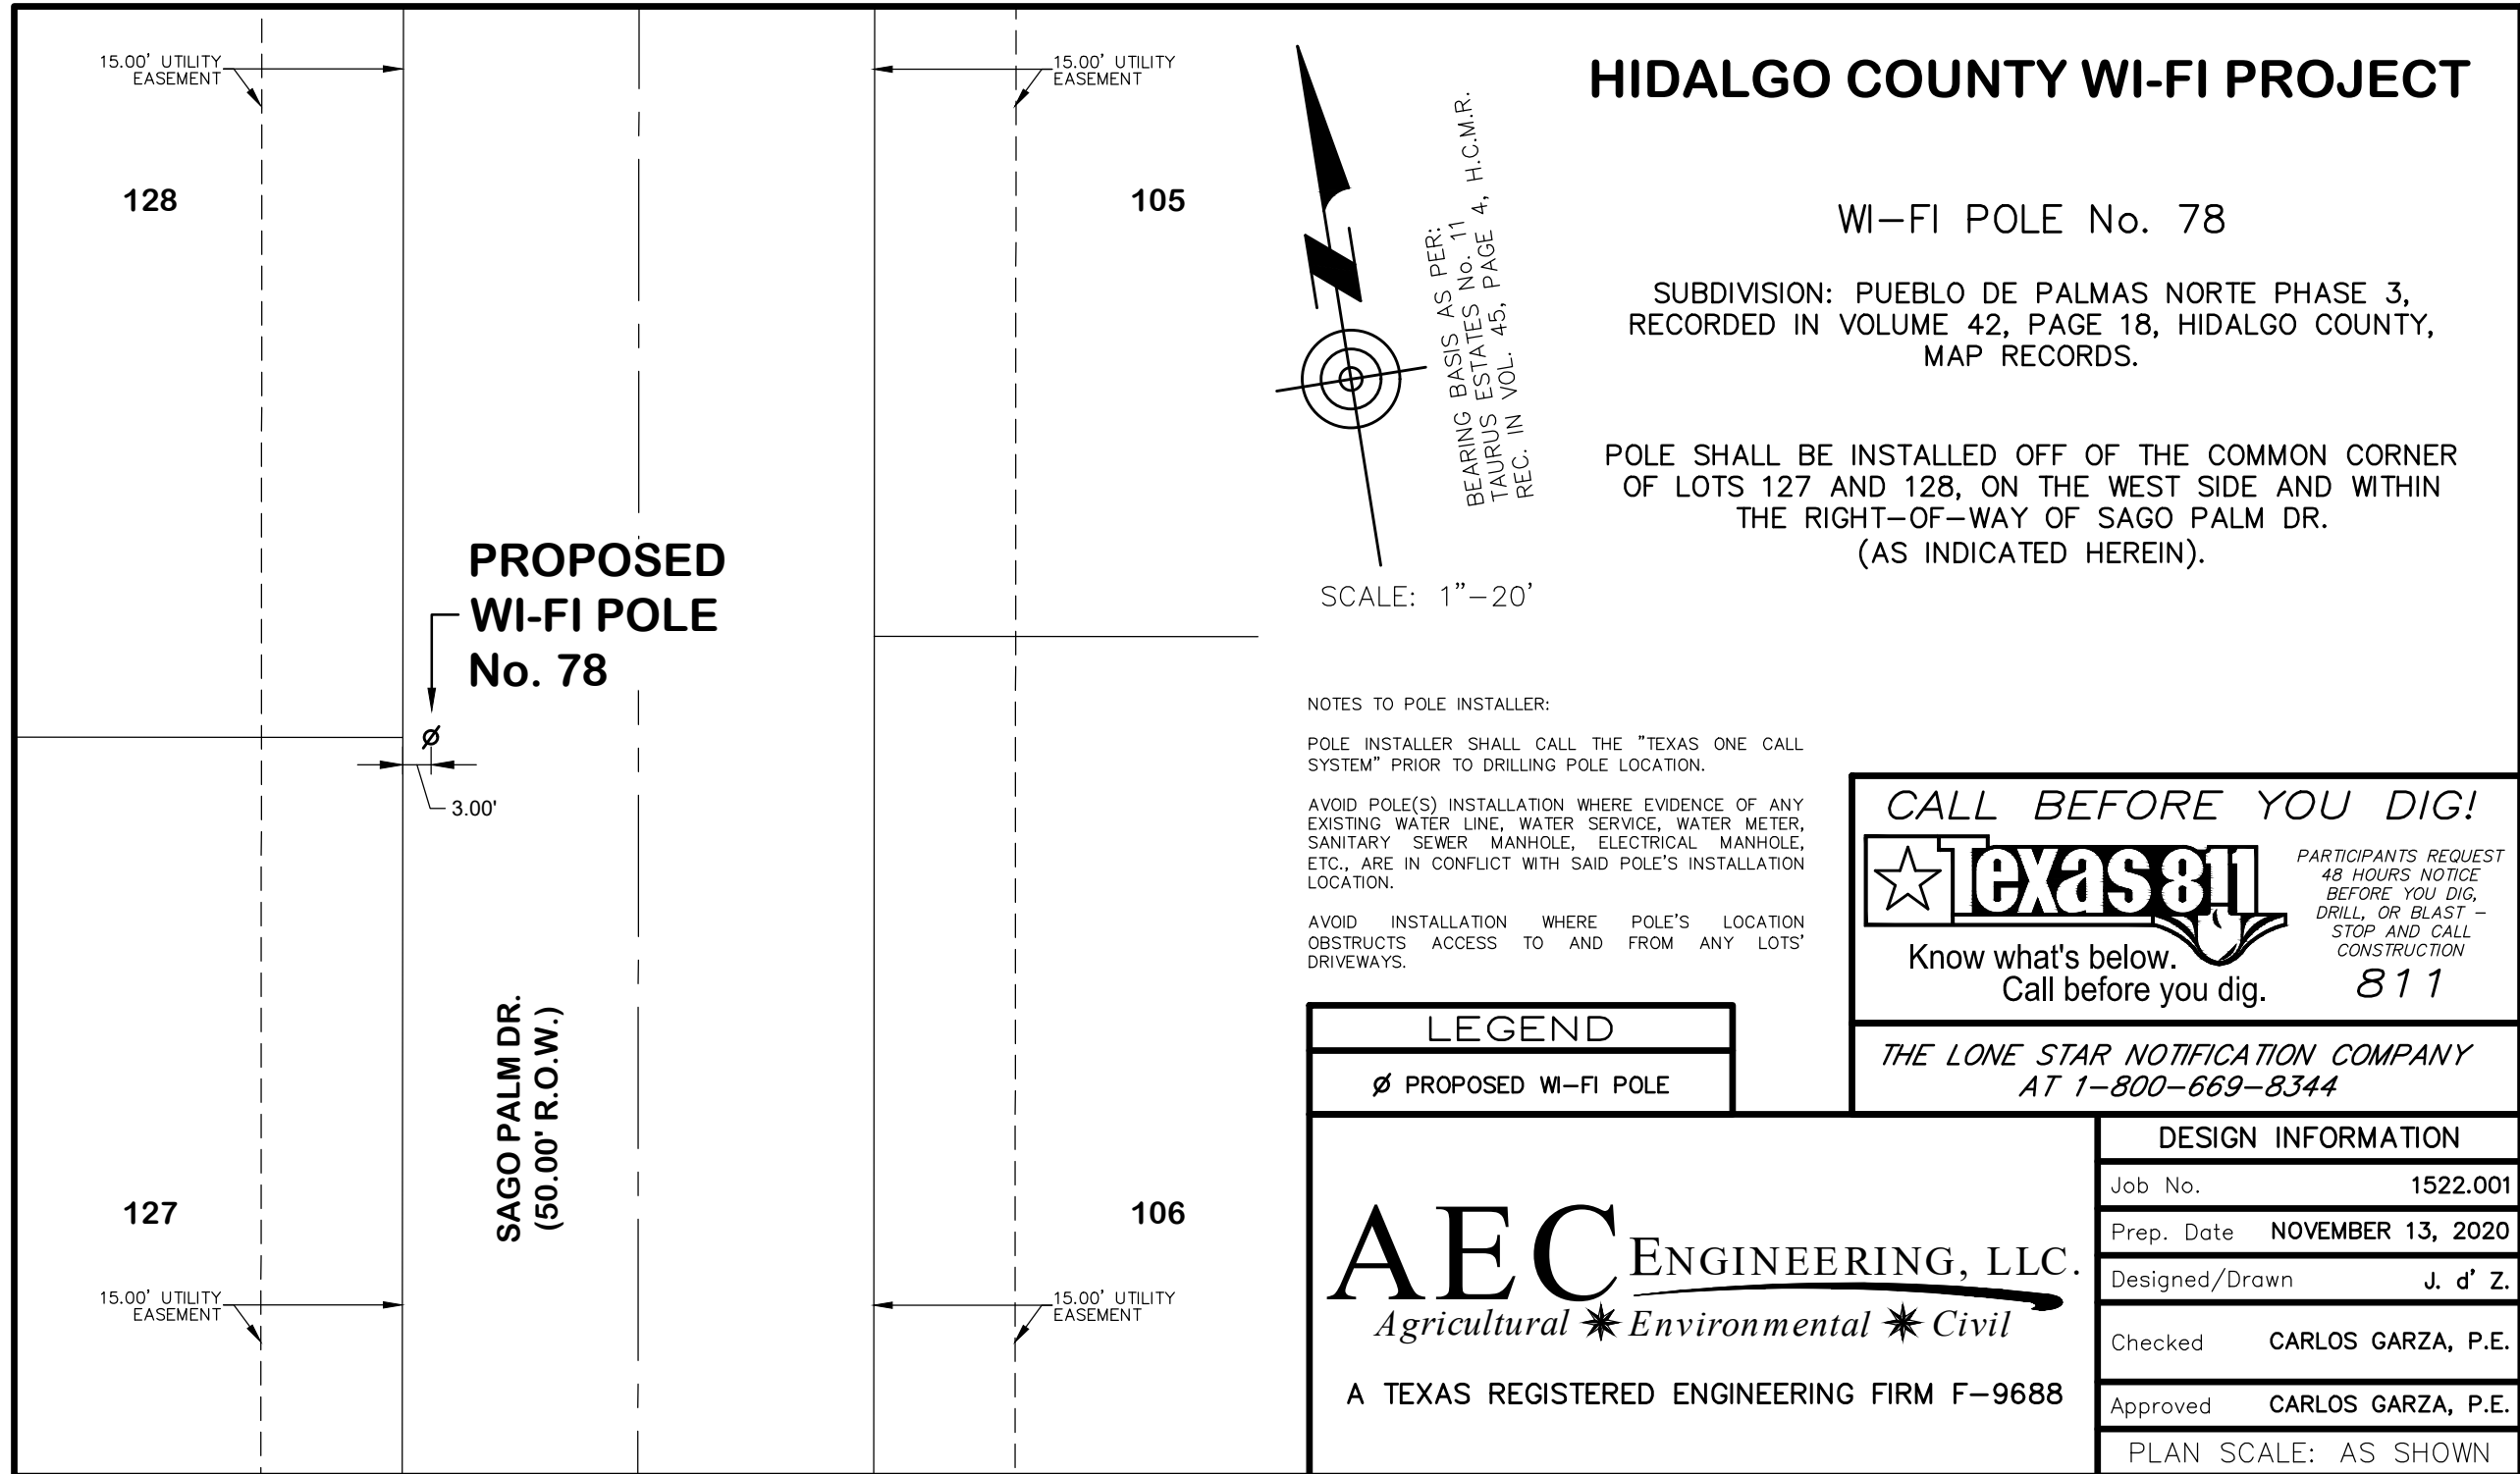 15.00' UTILITY
EASEMENT
15.00' UTILITY
EASEMENT
128
105
PROPOSED
WI-FI POLE
No. 78
3.00'
SAGO PALM DR.
(50.00' R.O.W.)
127
106
15.00' UTILITY
EASEMENT
15.00' UTILITY
EASEMENT
BEARING BASIS AS PER:
TAURUS ESTATES No. 11
REC. IN VOL. 45, PAGE 4, H.C.M.R.
SCALE: 1"-20'
HIDALGO COUNTY WI-FI PROJECT
WI-FI POLE No. 78
SUBDIVISION: PUEBLO DE PALMAS NORTE PHASE 3,
RECORDED IN VOLUME 42, PAGE 18, HIDALGO COUNTY,
MAP RECORDS.
POLE SHALL BE INSTALLED OFF OF THE COMMON CORNER
OF LOTS 127 AND 128, ON THE WEST SIDE AND WITHIN
THE RIGHT-OF-WAY OF SAGO PALM DR.
(AS INDICATED HEREIN).
NOTES TO POLE INSTALLER:
POLE INSTALLER SHALL CALL THE "TEXAS ONE CALL
SYSTEM" PRIOR TO DRILLING POLE LOCATION.
AVOID POLE(S) INSTALLATION WHERE EVIDENCE OF ANY
EXISTING WATER LINE, WATER SERVICE, WATER METER,
SANITARY SEWER MANHOLE, ELECTRICAL MANHOLE,
ETC., ARE IN CONFLICT WITH SAID POLE'S INSTALLATION
LOCATION.
AVOID INSTALLATION WHERE POLE'S LOCATION
OBSTRUCTS ACCESS TO AND FROM ANY LOTS'
DRIVEWAYS.
LEGEND
Ø PROPOSED WI-FI POLE
CALL BEFORE YOU DIG!
Texas811
Know what's below.
Call before you dig.
PARTICIPANTS REQUEST
48 HOURS NOTICE
BEFORE YOU DIG,
DRILL, OR BLAST -
STOP AND CALL
CONSTRUCTION
811
THE LONE STAR NOTIFICATION COMPANY
AT 1-800-669-8344
AEC ENGINEERING, LLC.
Agricultural Environmental Civil
A TEXAS REGISTERED ENGINEERING FIRM F-9688
DESIGN INFORMATION
Job No. 1522.001
Prep. Date NOVEMBER 13, 2020
Designed/Drawn J. d' Z.
Checked CARLOS GARZA, P.E.
Approved CARLOS GARZA, P.E.
PLAN SCALE: AS SHOWN